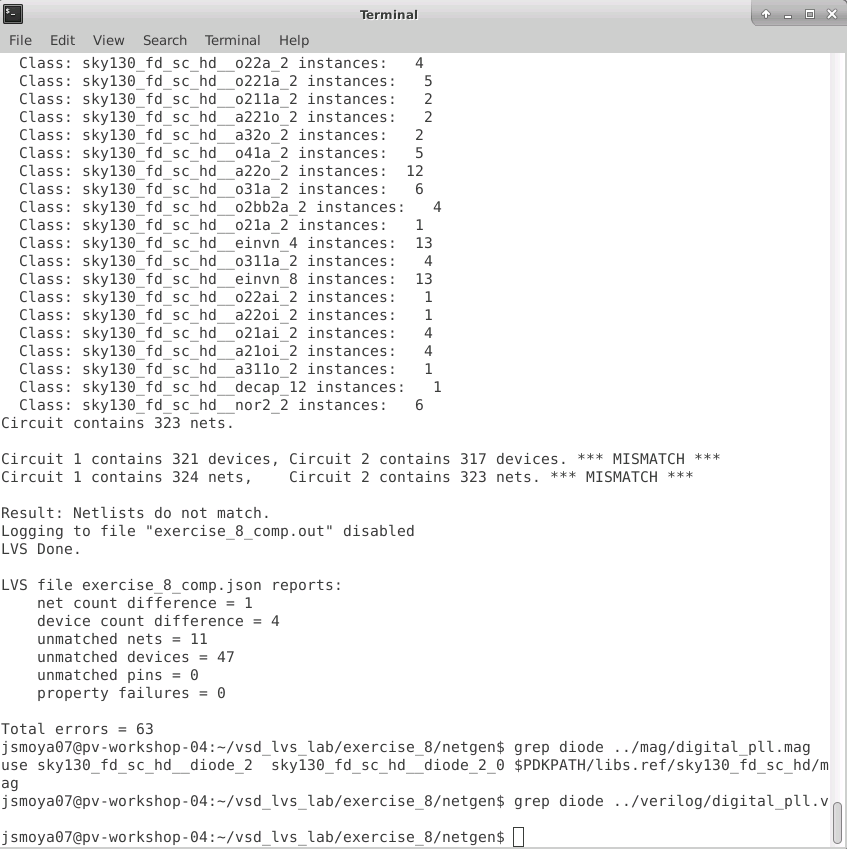 Terminal
File Edit View Search Terminal Help
Class: sky130_fd_sc_hd__o22a_2 instances: 4
Class: sky130_fd_sc_hd__o221a_2 instances: 5
Class: sky130_fd_sc_hd__o211a_2 instances: 2
Class: sky130_fd_sc_hd__a221o_2 instances: 2
Class: sky130_fd_sc_hd__a32o_2 instances: 2
Class: sky130_fd_sc_hd__o41a_2 instances: 5
Class: sky130_fd_sc_hd__a22o_2 instances: 12
Class: sky130_fd_sc_hd__o31a_2 instances: 6
Class: sky130_fd_sc_hd__o2bb2a_2 instances: 4
Class: sky130_fd_sc_hd__o21a_2 instances: 1
Class: sky130_fd_sc_hd__einvn_4 instances: 13
Class: sky130_fd_sc_hd__o311a_2 instances: 4
Class: sky130_fd_sc_hd__einvn_8 instances: 13
Class: sky130_fd_sc_hd__o22ai_2 instances: 1
Class: sky130_fd_sc_hd__a22oi_2 instances: 1
Class: sky130_fd_sc_hd__o21ai_2 instances: 4
Class: sky130_fd_sc_hd__a21oi_2 instances: 4
Class: sky130_fd_sc_hd__a311o_2 instances: 1
Class: sky130_fd_sc_hd__decap_12 instances: 1
Class: sky130_fd_sc_hd__nor2_2 instances: 6
Circuit contains 323 nets.
Circuit 1 contains 321 devices, Circuit 2 contains 317 devices. *** MISMATCH ***
Circuit 1 contains 324 nets, Circuit 2 contains 323 nets. *** MISMATCH ***
Result: Netlists do not match.
Logging to file "exercise_8_comp.out" disabled
LVS Done.
LVS file exercise_8_comp.json reports:
net count difference = 1
device count difference = 4
unmatched nets = 11
unmatched devices = 47
unmatched pins = 0
property failures = 0
Total errors = 63
jsmoya07@pv-workshop-04:~/vsd_lvs_lab/exercise_8/netgen$ grep diode ../mag/digital_pll.mag
use sky130_fd_sc_hd__diode_2 sky130_fd_sc_hd__diode_2_0 $PDKPATH/libs.ref/sky130_fd_sc_hd/m
ag
jsmoya07@pv-workshop-04:~/vsd_lvs_lab/exercise_8/netgen$ grep diode ../verilog/digital_pll.v
jsmoya07@pv-workshop-04:~/vsd_lvs_lab/exercise_8/netgen$